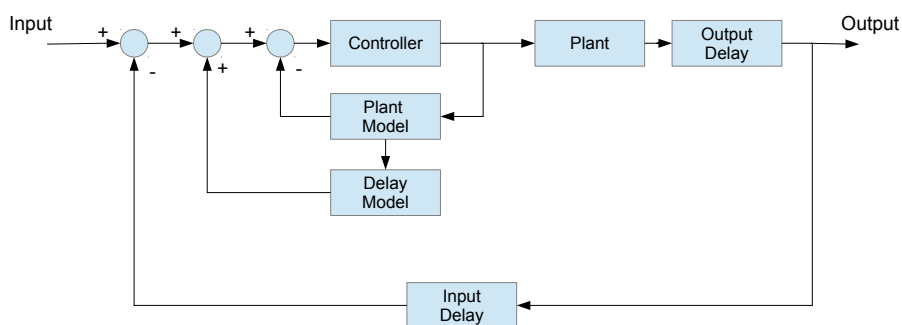 Input
+
-
+
+
+
-
Controller
Plant
Output
Delay
Output
Plant
Model
Delay
Model
Input
Delay